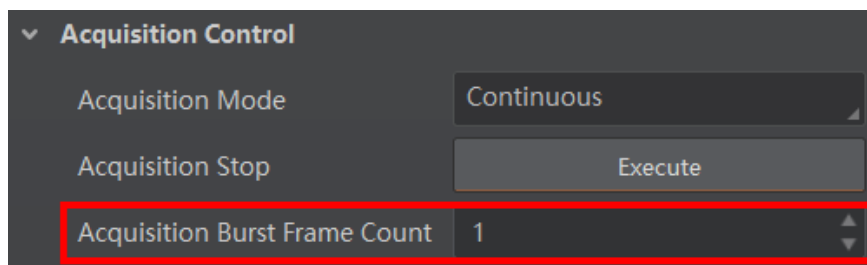 Acquisition Control
Acquisition Mode Continuous
Acquisition Stop Execute
Acquisition Burst Frame Count 1